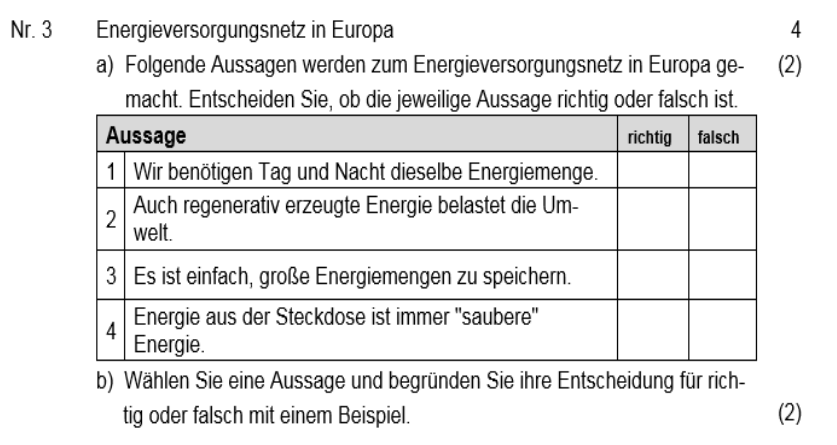 Nr. 3 Energieversorgungsnetz in Europa 4
a) Folgende Aussagen werden zum Energieversorgungsnetz in Europa ge- (2)
macht. Entscheiden Sie, ob die jeweilige Aussage richtig oder falsch ist.
Aussage richtig falsch
1 Wir benötigen Tag und Nacht dieselbe Energiemenge.
2 Auch regenerativ erzeugte Energie belastet die Um-
welt.
3 Es ist einfach, große Energiemengen zu speichern.
4 Energie aus der Steckdose ist immer "saubere"
Energie.
b) Wählen Sie eine Aussage und begründen Sie ihre Entscheidung für rich-
tig oder falsch mit einem Beispiel. (2)